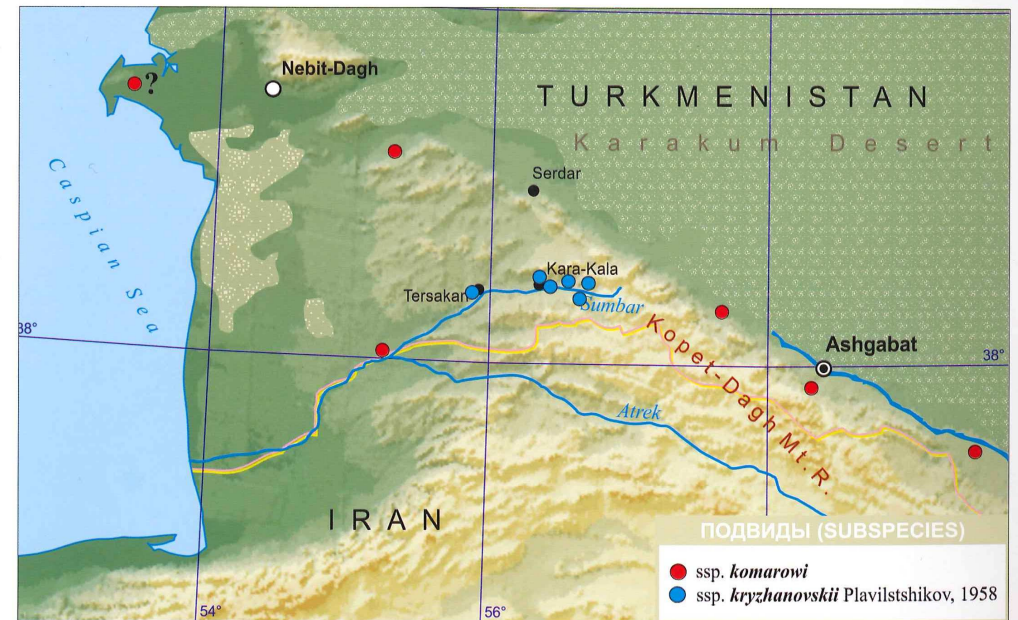 ?
Nebit-Dagh
TURKMENISTAN
Karakum Desert
Caspian Sea
Serdar
Kara-Kala
Tersakan
Sumbar
38°
Kopet-Dagh Mt. R.
Ashgabat
38°
Atrek
IRAN
ПОДВИДЫ (SUBSPECIES)
ssp. komarowi
ssp. kryzhanovskii Plavilstshikov, 1958
54°
56°